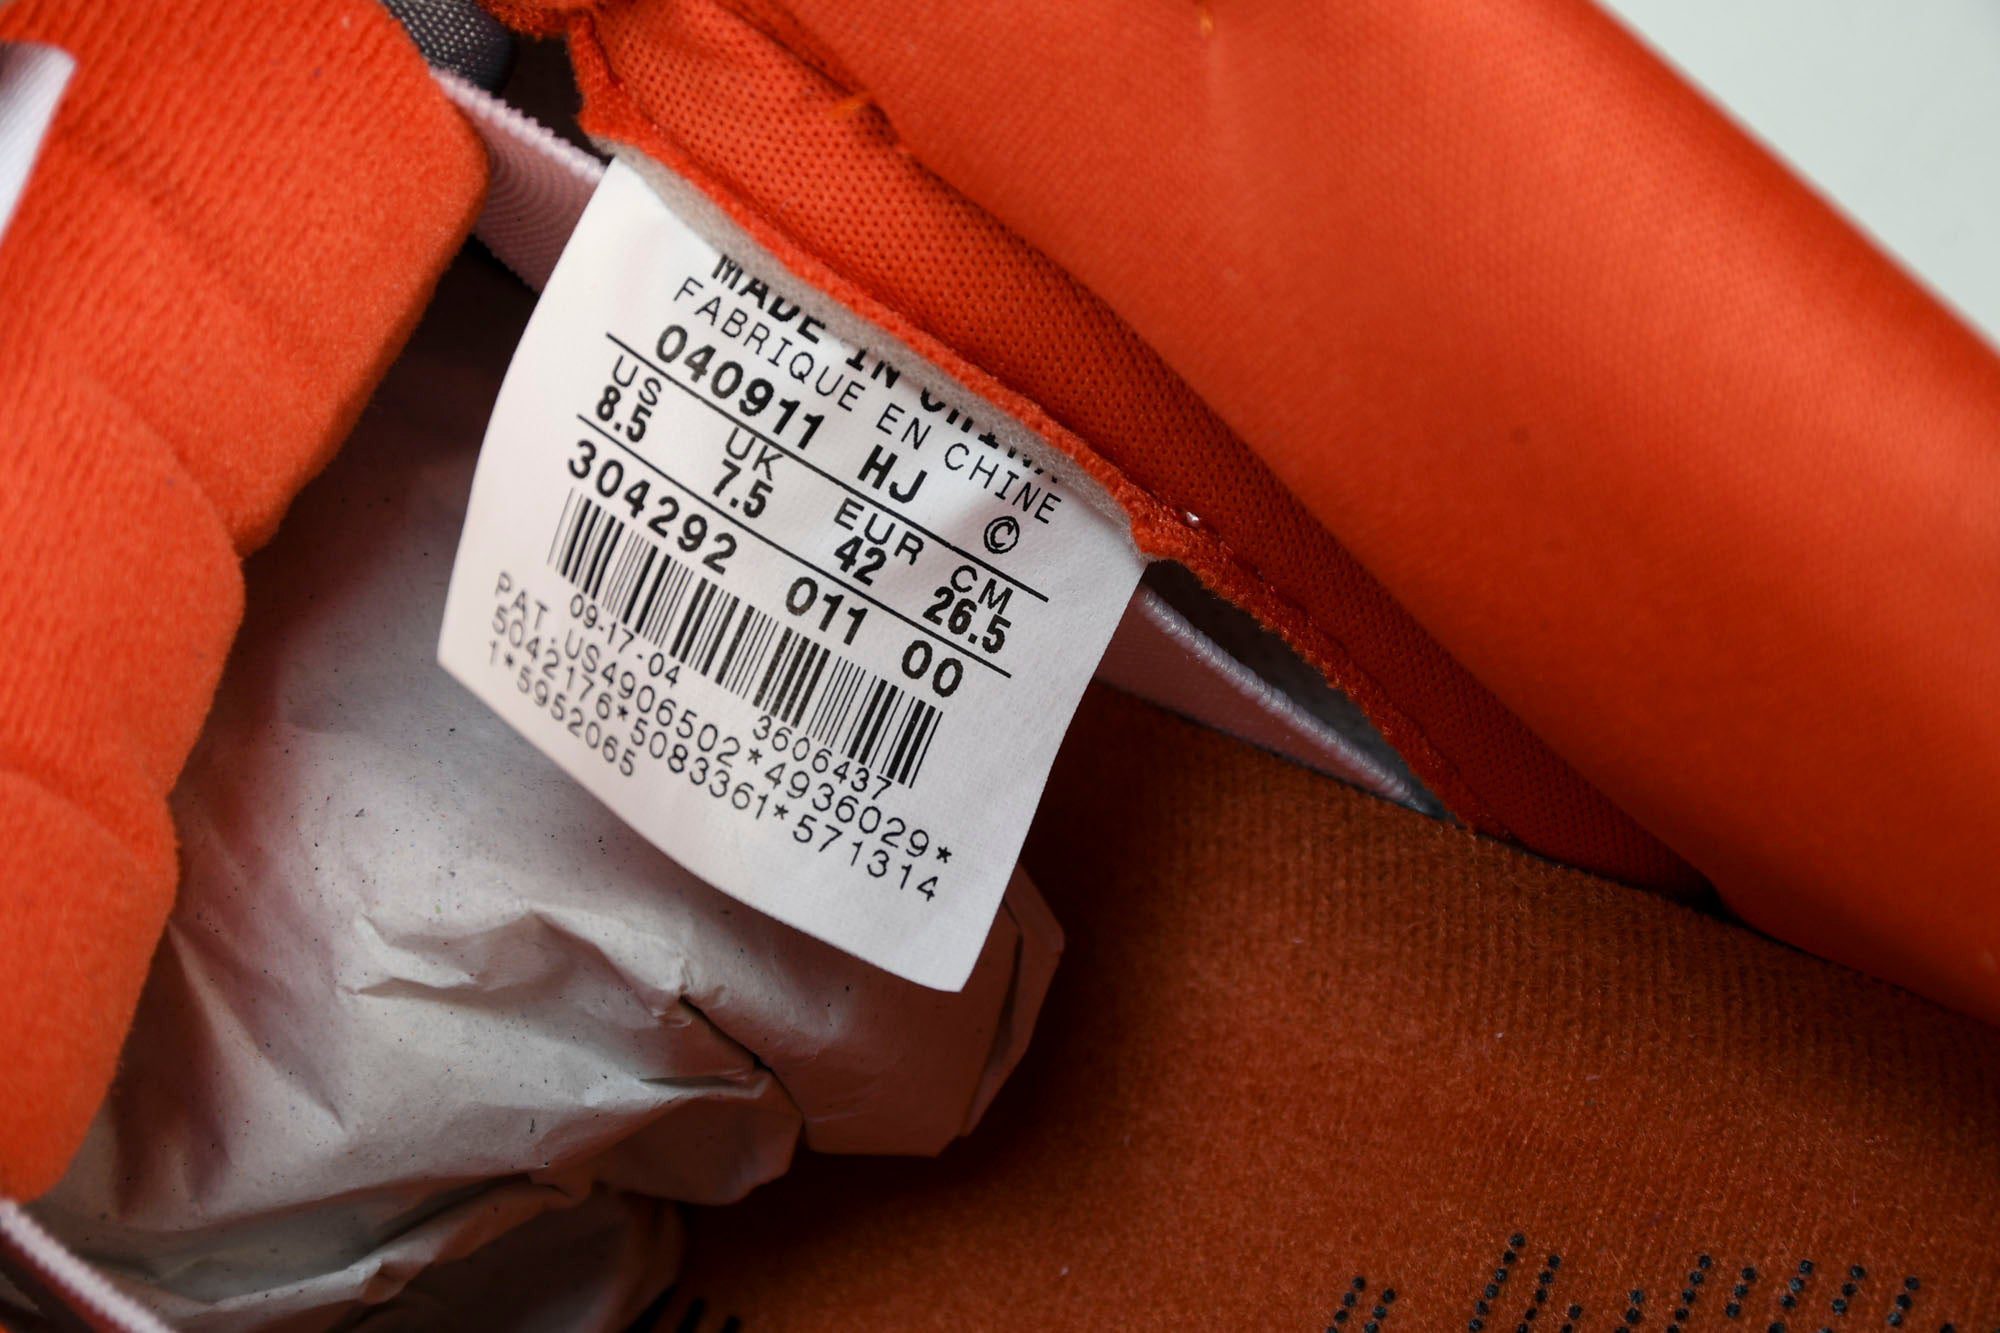 MADE IN CHINA
FABRIQUE EN CHINE
040911 HJ ©
US UK EUR CM
8.5 7.5 42 26.5
304292 011 00
09-17-04 3606437
PAT.US4906502*4936029*
5042176*5083361*571314
1*5952065